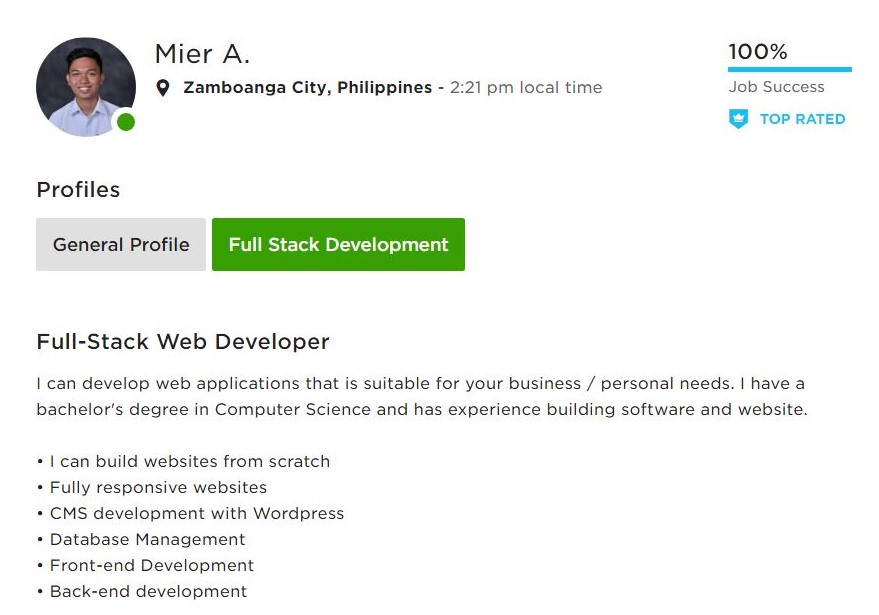 Mier A.
Zamboanga City, Philippines - 2:21 pm local time
100%
Job Success
TOP RATED
Profiles
General Profile
Full Stack Development
Full-Stack Web Developer
I can develop web applications that is suitable for your business / personal needs. I have a
bachelor's degree in Computer Science and has experience building software and website.
• I can build websites from scratch
• Fully responsive websites
• CMS development with Wordpress
• Database Management
• Front-end Development
• Back-end development